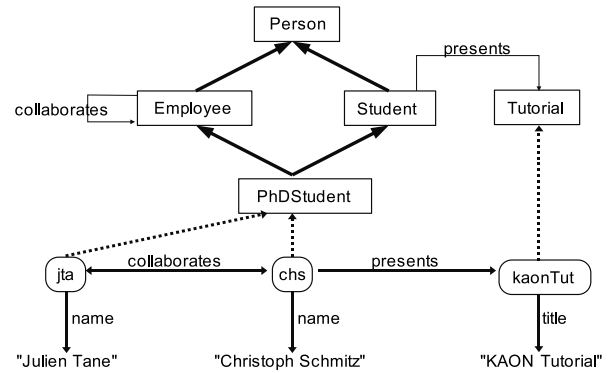 Person
presents
collaborates
Employee
Student
Tutorial
PhDStudent
jta
collaborates
chs
presents
kaonTut
name
name
title
"Julien Tane"
"Christoph Schmitz"
"KAON Tutorial"